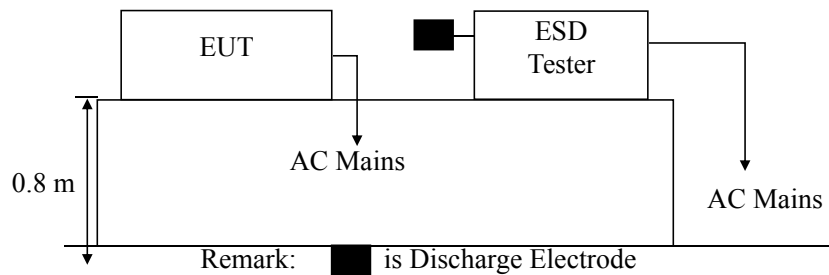 EUT
ESD
Tester
AC Mains
0.8 m
AC Mains
Remark: is Discharge Electrode